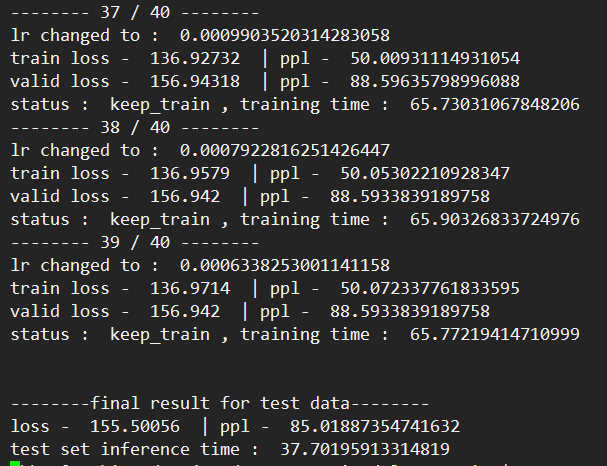 -------- 37 / 40 --------
lr changed to :  0.0009903520314283058
train loss -  136.92732  | ppl -  50.00931114931054
valid loss -  156.94318  | ppl -  88.59635798996088
status :  keep_train , training time :  65.73031067848206
-------- 38 / 40 --------
lr changed to :  0.0007922816251426447
train loss -  136.9579  | ppl -  50.05302210928347
valid loss -  156.942  | ppl -  88.5933839189758
status :  keep_train , training time :  65.90326833724976
-------- 39 / 40 --------
lr changed to :  0.0006338253001141158
train loss -  136.9714  | ppl -  50.072337761833595
valid loss -  156.942  | ppl -  88.5933839189758
status :  keep_train , training time :  65.77219414710999
--------final result for test data--------
loss -  155.50056  | ppl -  85.01887354741632
test set inference time :  37.70195913314819